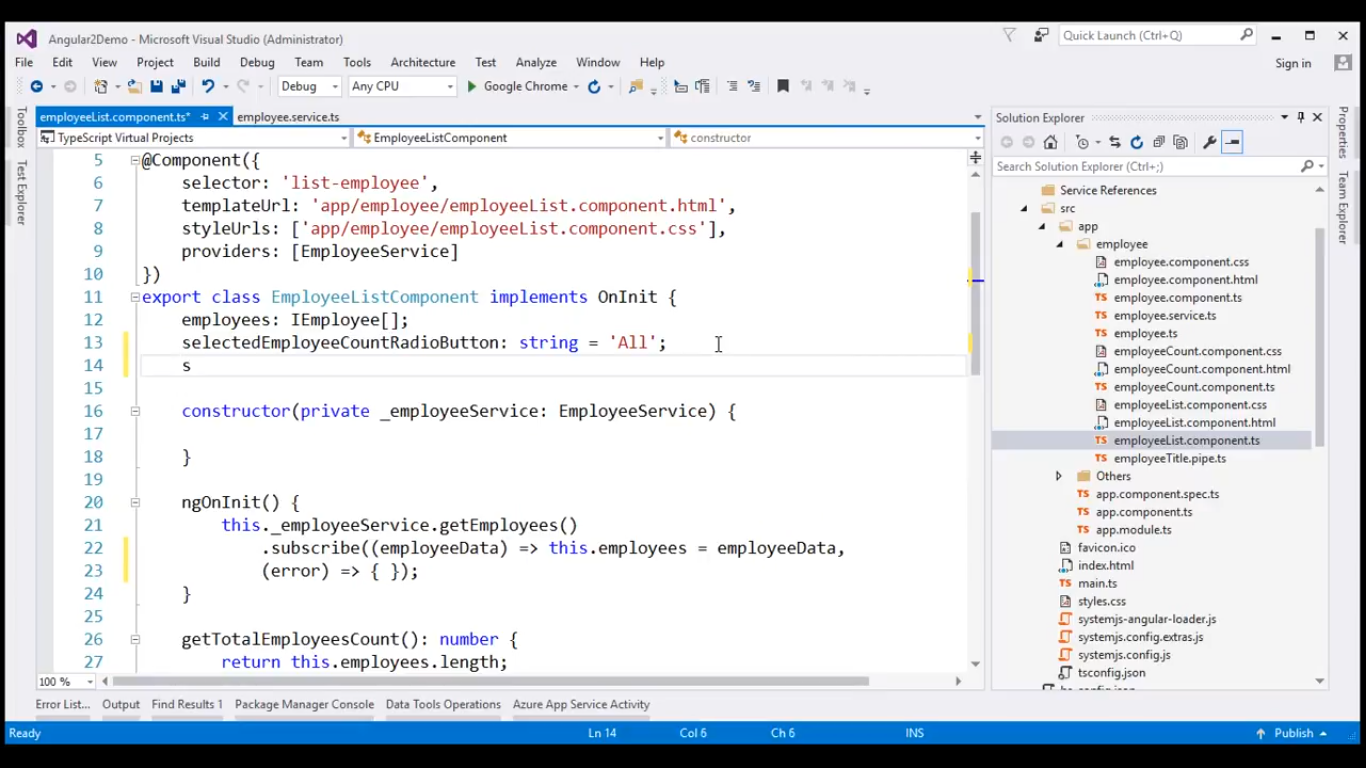 Angular2Demo - Microsoft Visual Studio (Administrator)
Quick Launch (Ctrl+Q)
File Edit View Project Build Debug Team Tools Architecture Test Analyze Window Help
Sign in
Debug Any CPU Google Chrome
employeeList.component.ts* employee.service.ts
TypeScript Virtual Projects EmployeeListComponent constructor
Toolbox
Test Explorer
5 @Component({
6 selector: 'list-employee',
7 templateUrl: 'app/employee/employeeList.component.html',
8 styleUrls: ['app/employee/employeeList.component.css'],
9 providers: [EmployeeService]
10 })
11 export class EmployeeListComponent implements OnInit {
12 employees: IEmployee[];
13 selectedEmployeeCountRadioButton: string = 'All';
14 s
15
16 constructor(private _employeeService: EmployeeService) {
17
18 }
19
20 ngOnInit() {
21 this._employeeService.getEmployees()
22 .subscribe((employeeData) => this.employees = employeeData,
23 (error) => { });
24 }
25
26 getTotalEmployeesCount(): number {
27 return this.employees.length;
100 %
Solution Explorer
Search Solution Explorer (Ctrl+;)
Service References
src
app
employee
employee.component.css
employee.component.html
employee.component.ts
employee.service.ts
employee.ts
employeeCount.component.css
employeeCount.component.html
employeeCount.component.ts
employeeList.component.css
employeeList.component.html
employeeList.component.ts
employeeTitle.pipe.ts
Others
app.component.spec.ts
app.component.ts
app.module.ts
favicon.ico
index.html
main.ts
styles.css
systemjs-angular-loader.js
systemjs.config.extras.js
systemjs.config.js
tsconfig.json
Properties
Team Explorer
Error List... Output Find Results 1 Package Manager Console Data Tools Operations Azure App Service Activity
Ready Ln 14 Col 6 Ch 6 INS Publish